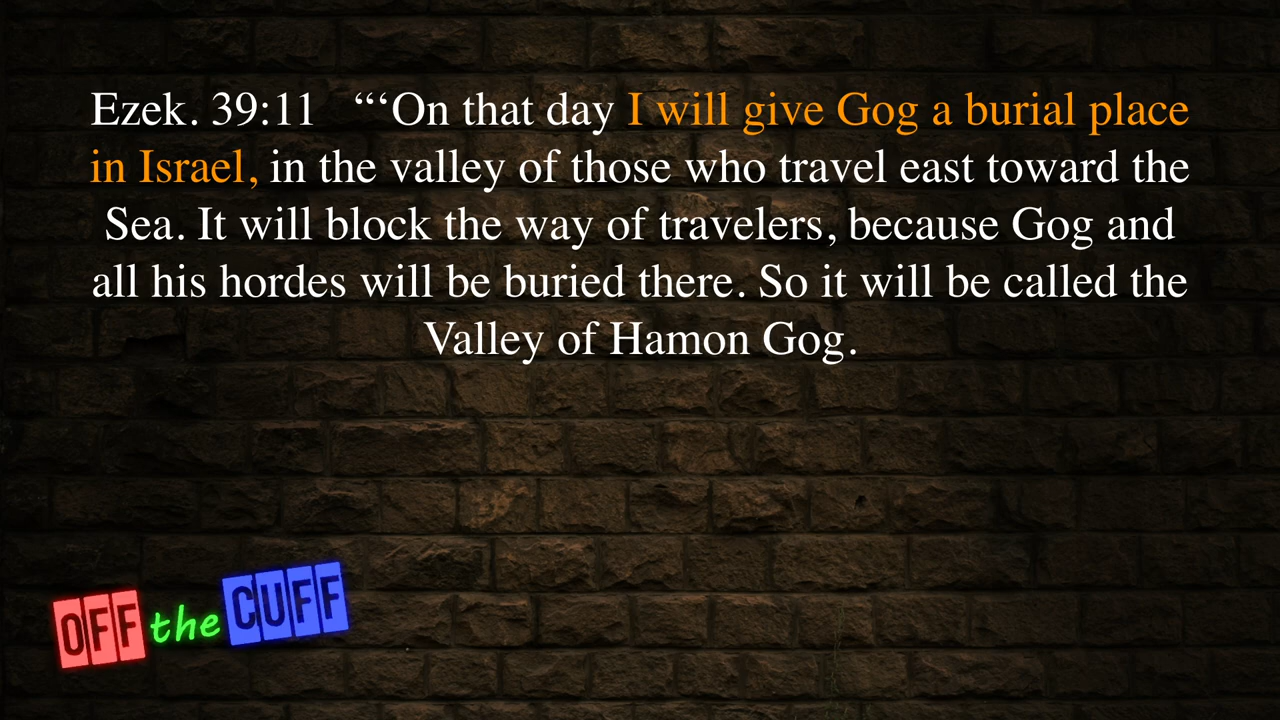 Ezek. 39:11 “‘On that day I will give Gog a burial place
in Israel, in the valley of those who travel east toward the
Sea. It will block the way of travelers, because Gog and
all his hordes will be buried there. So it will be called the
Valley of Hamon Gog.
OFF the CUFF